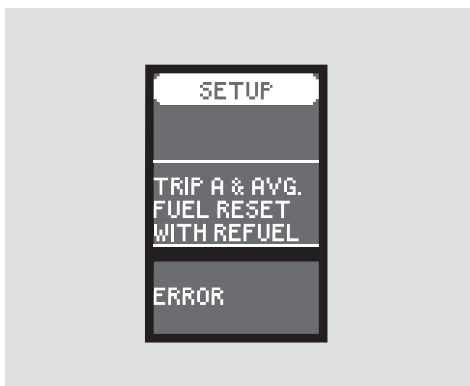 SETUP
TRIP A & AVG.
FUEL RESET
WITH REFUEL
ERROR